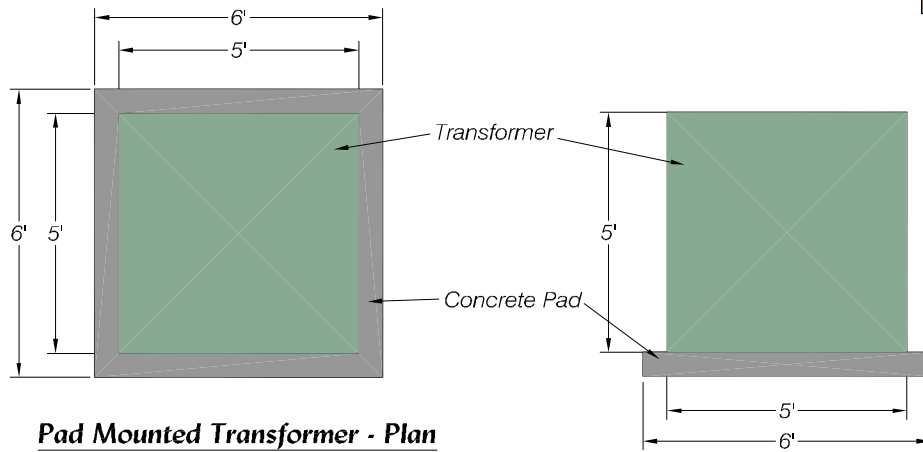 6'
5'
6'
5'
Transformer
5'
Concrete Pad
5'
6'
Pad Mounted Transformer - Plan